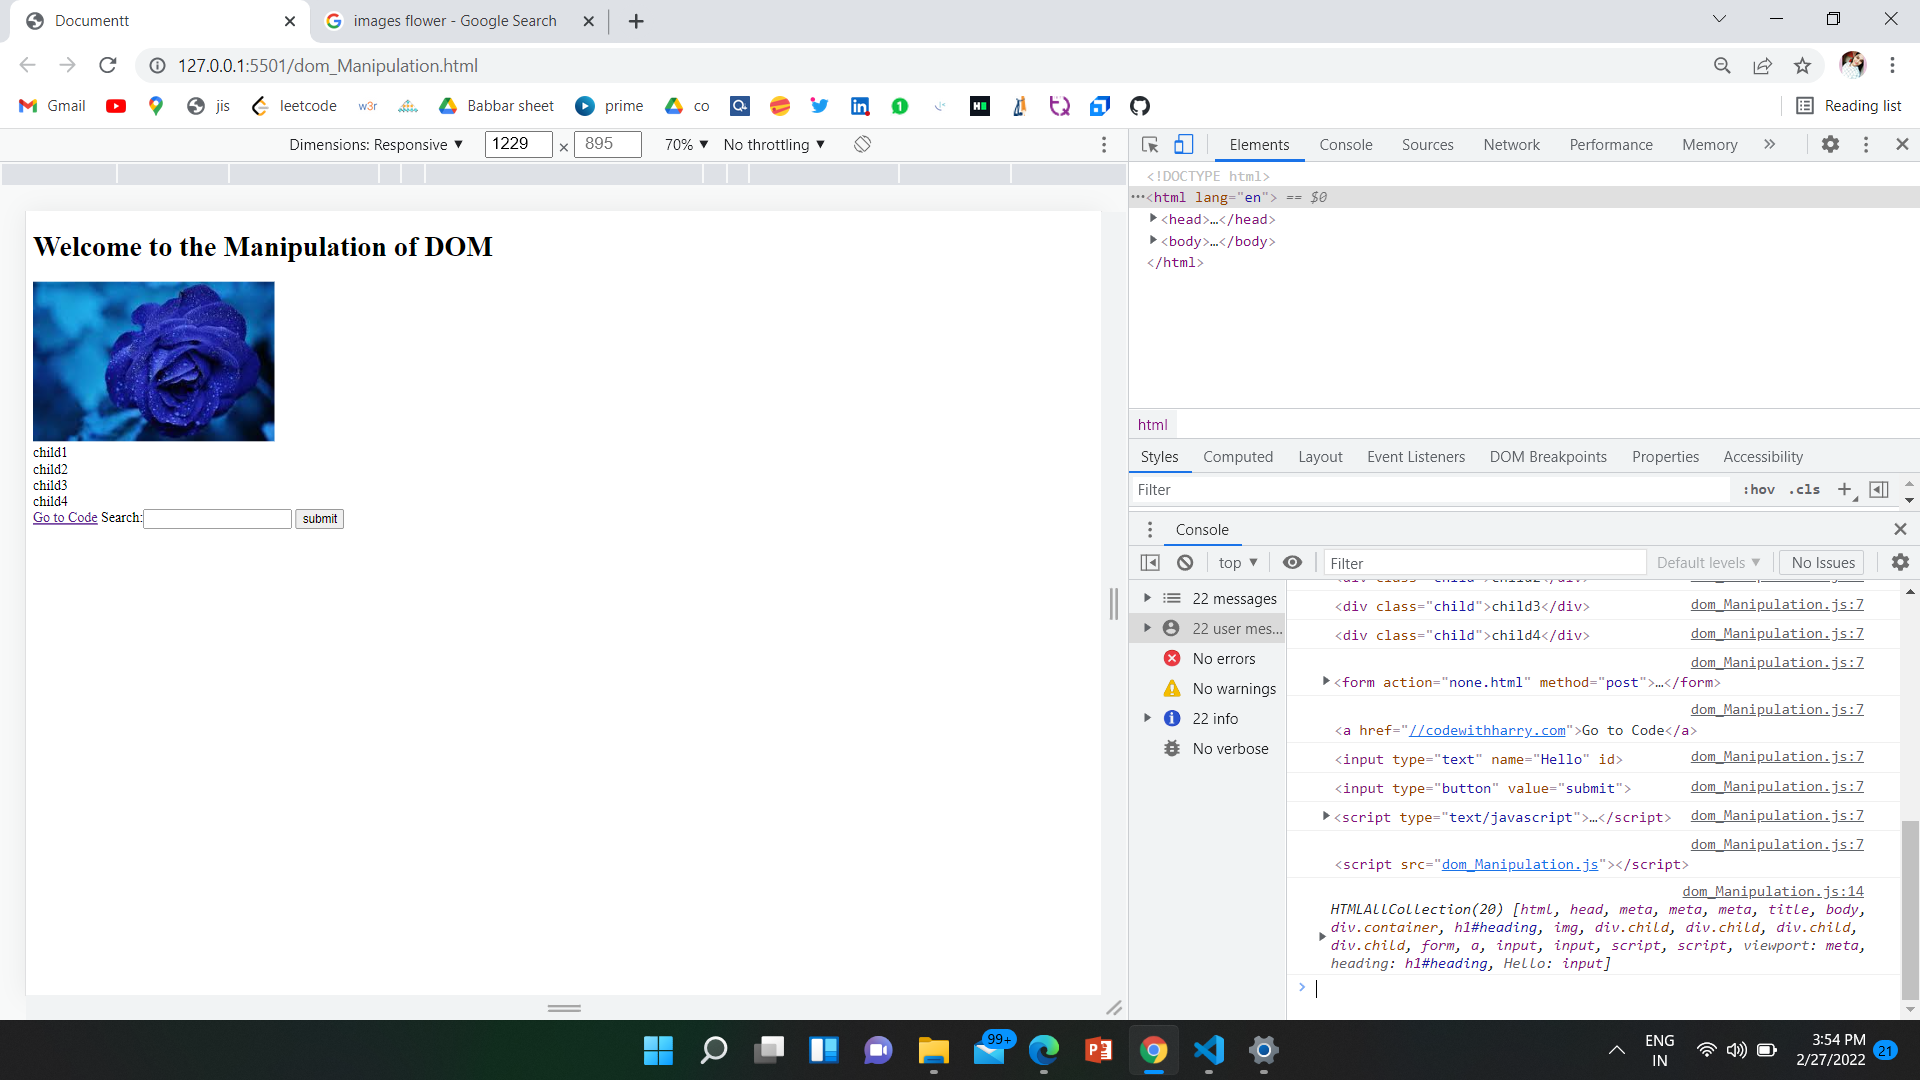 Documentt
images flower - Google Search
127.0.0.1:5501/dom_Manipulation.html
Gmail jis leetcode w3r Babbar sheet prime co Reading list
Dimensions: Responsive 1229 × 895 70% No throttling
Elements Console Sources Network Performance Memory
<!DOCTYPE html>
<html lang="en"> == $0
<head>…</head>
<body>…</body>
</html>
Welcome to the Manipulation of DOM
child1
child2
child3
child4
Go to Code Search: submit
html
Styles Computed Layout Event Listeners DOM Breakpoints Properties Accessibility
Filter :hov .cls
Console
top Filter Default levels No Issues
22 messages
22 user mes...
No errors
No warnings
22 info
No verbose
<div class="child">child2</div>
<div class="child">child3</div> dom_Manipulation.js:7
<div class="child">child4</div> dom_Manipulation.js:7
dom_Manipulation.js:7
<form action="none.html" method="post">…</form>
dom_Manipulation.js:7
<a href="//codewithharry.com">Go to Code</a>
<input type="text" name="Hello" id> dom_Manipulation.js:7
<input type="button" value="submit"> dom_Manipulation.js:7
<script type="text/javascript">…</script> dom_Manipulation.js:7
dom_Manipulation.js:7
<script src="dom_Manipulation.js"></script>
dom_Manipulation.js:14
HTMLAllCollection(20) [html, head, meta, meta, meta, title, body,
div.container, h1#heading, img, div.child, div.child, div.child,
div.child, form, a, input, input, script, script, viewport: meta,
heading: h1#heading, Hello: input]
99+
ENG
IN
3:54 PM
2/27/2022
21